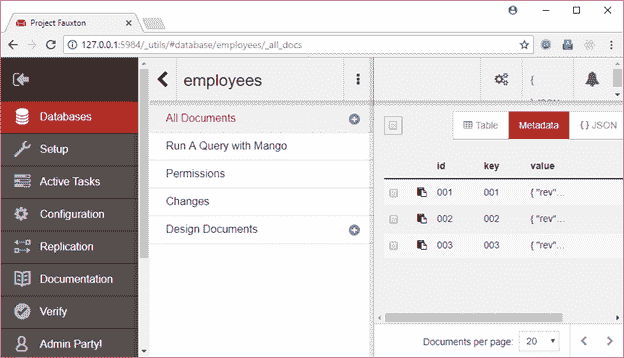 Project Fauxton
127.0.0.1:5984/_utils/#database/employees/_all_docs
employees
{
Databases
Setup
Active Tasks
Configuration
Replication
Documentation
Verify
Admin Party!
All Documents
Run A Query with Mango
Permissions
Changes
Design Documents
Table
Metadata
{ } JSON
id key value
001 001 { "rev"...
002 002 { "rev"...
003 003 { "rev"...
Documents per page: 20